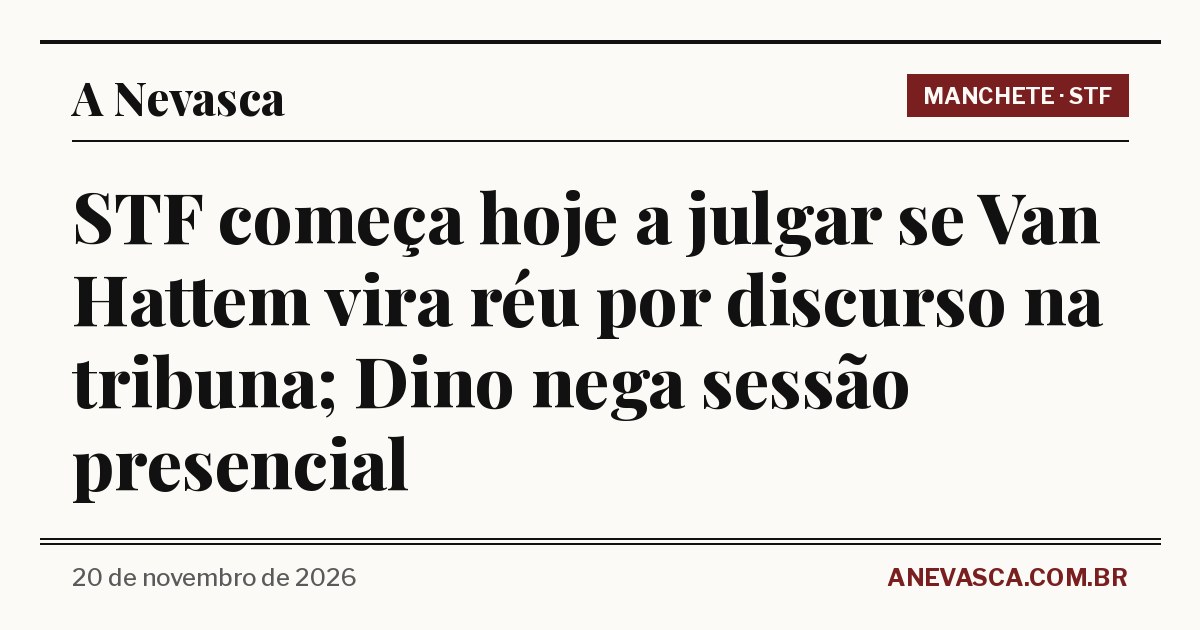 A Nevasca
MANCHETE · STF
STF começa hoje a julgar se Van
Hattem vira réu por discurso na
tribuna; Dino nega sessão
presencial
20 de novembro de 2026
ANEVASCA.COM.BR